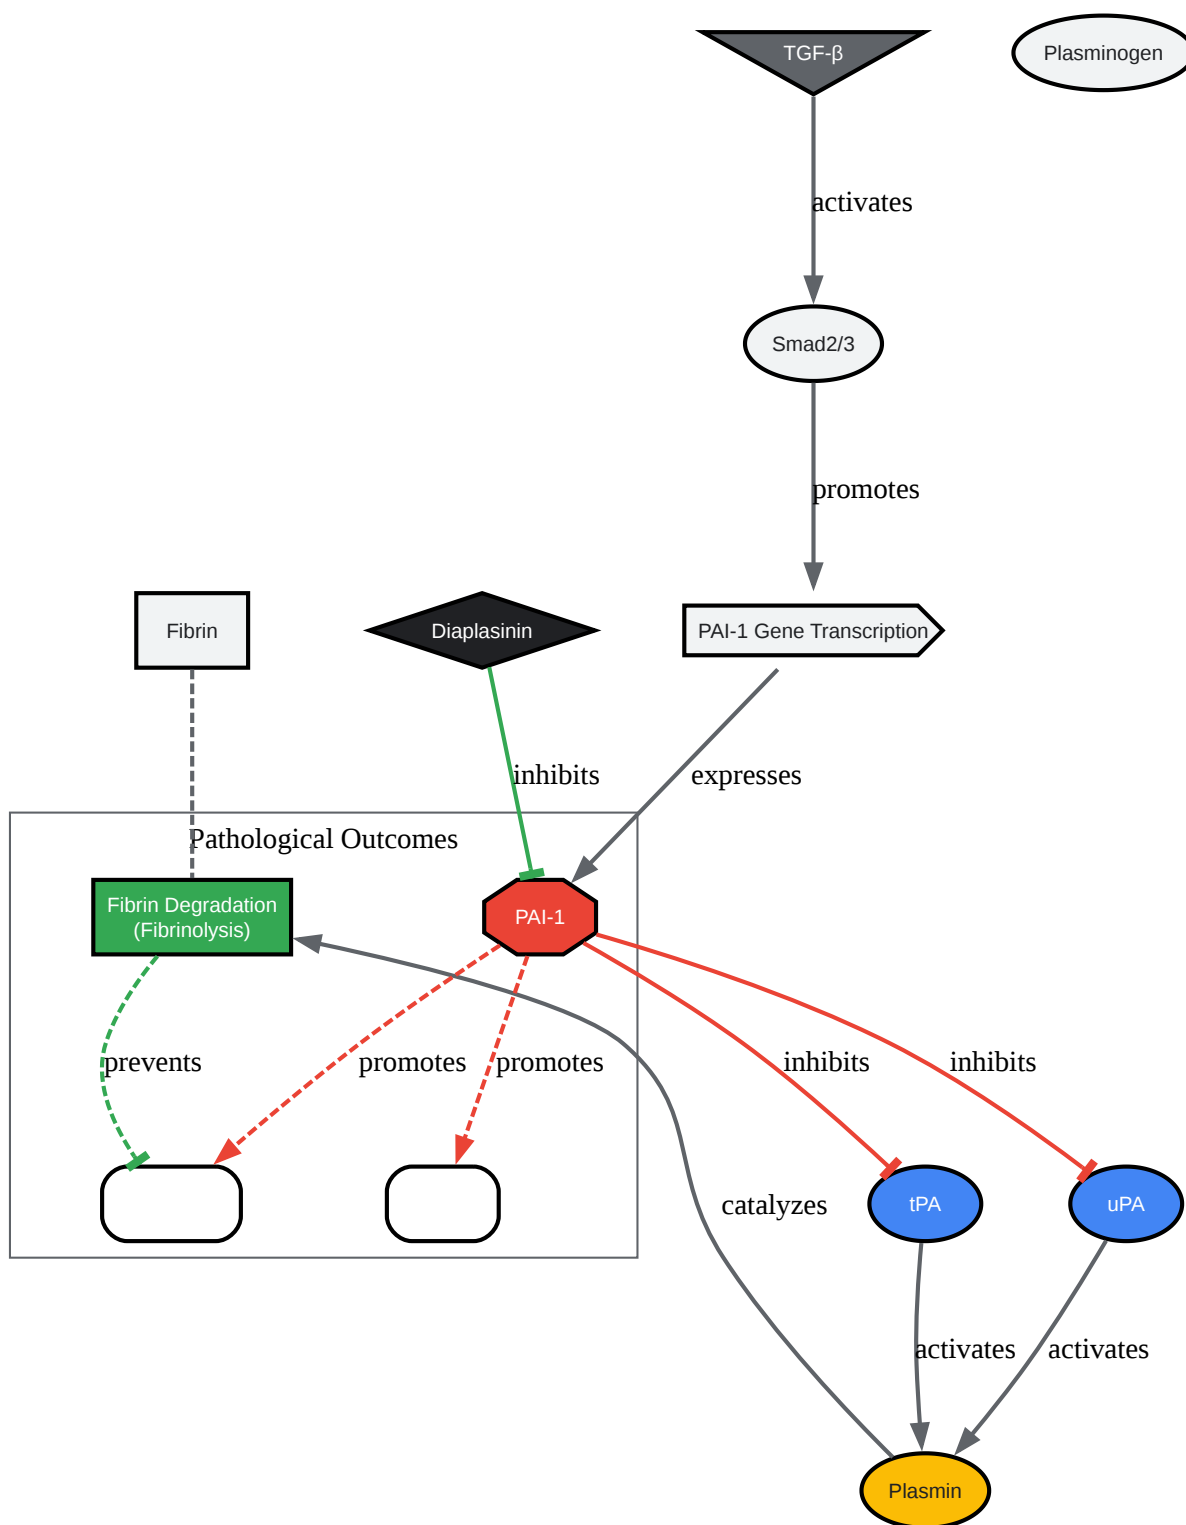 TGF-β
Plasminogen
activates
Smad2/3
promotes
Fibrin
Diaplasinin
PAI-1 Gene Transcription
inhibits
expresses
Pathological Outcomes
Fibrin Degradation
(Fibrinolysis)
PAI-1
prevents
promotes
promotes
inhibits
inhibits
catalyzes
tPA
uPA
activates
activates
Plasmin